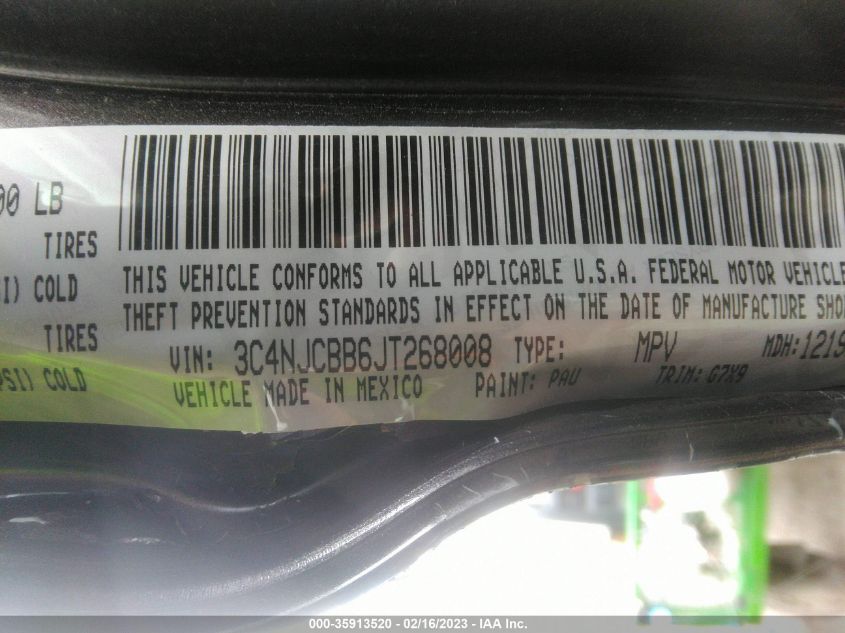 00 LB
TIRES
SI) COLD
TIRES
PSI) COLD
THIS VEHICLE CONFORMS TO ALL APPLICABLE U.S.A. FEDERAL MOTOR VEHICLE
THEFT PREVENTION STANDARDS IN EFFECT ON THE DATE OF MANUFACTURE SHO
VIN: 3C4NJCBB6JT268008 TYPE: MPV MDH: 1219
VEHICLE MADE IN MEXICO PAINT: PAU TRIM: G7X9
000-35913520 - 02/16/2023 - IAA Inc.